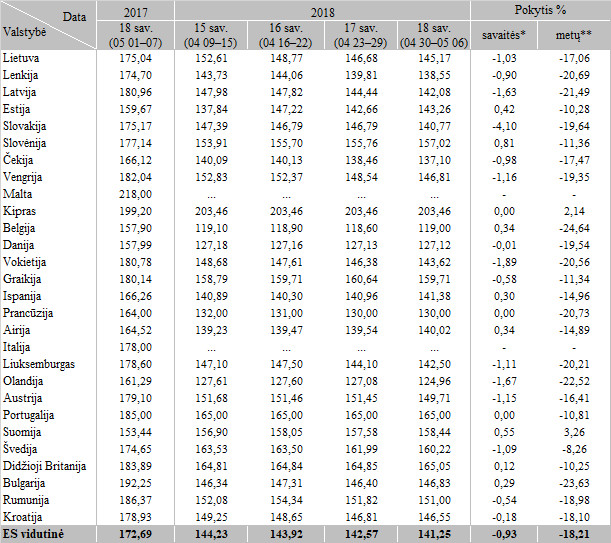 Data 2017 2018 Pokytis %
Valstybė 18 sav. (05 01–07) 15 sav. (04 09–15) 16 sav. (04 16–22) 17 sav. (04 23–29) 18 sav. (04 30–05 06) savaitės* metų**
Lietuva 175,04 152,61 148,77 146,68 145,17 -1,03 -17,06
Lenkija 174,70 143,73 144,06 139,81 138,55 -0,90 -20,69
Latvija 180,96 147,98 147,82 144,44 142,08 -1,63 -21,49
Estija 159,67 137,84 147,22 142,66 143,26 0,42 -10,28
Slovakija 175,17 147,39 146,79 146,79 140,77 -4,10 -19,64
Slovėnija 177,14 153,91 155,70 155,76 157,02 0,81 -11,36
Čekija 166,12 140,09 140,13 138,46 137,10 -0,98 -17,47
Vengrija 182,04 152,83 152,37 148,54 146,81 -1,16 -19,35
Malta 218,00 ... ... ... ... - -
Kipras 199,20 203,46 203,46 203,46 203,46 0,00 2,14
Belgija 157,90 119,10 118,90 118,60 119,00 0,34 -24,64
Danija 157,99 127,18 127,16 127,13 127,12 -0,01 -19,54
Vokietija 180,78 148,68 147,61 146,38 143,62 -1,89 -20,56
Graikija 180,14 158,79 159,71 160,64 159,71 -0,58 -11,34
Ispanija 166,26 140,89 140,30 140,96 141,38 0,30 -14,96
Prancūzija 164,00 132,00 131,00 130,00 130,00 0,00 -20,73
Airija 164,52 139,23 139,47 139,54 140,02 0,34 -14,89
Italija 178,00 ... ... ... ... - -
Liuksemburgas 178,60 147,10 147,50 144,10 142,50 -1,11 -20,21
Olandija 161,29 127,61 127,60 127,08 124,96 -1,67 -22,52
Austrija 179,10 151,68 151,46 151,45 149,71 -1,15 -16,41
Portugalija 185,00 165,00 165,00 165,00 165,00 0,00 -10,81
Suomija 153,44 156,90 158,05 157,58 158,44 0,55 3,26
Švedija 174,65 163,53 163,50 161,99 160,22 -1,09 -8,26
Didžioji Britanija 183,89 164,81 164,84 164,85 165,05 0,12 -10,25
Bulgarija 192,25 146,34 147,31 146,40 146,83 0,29 -23,63
Rumunija 186,37 152,08 154,34 151,82 151,00 -0,54 -18,98
Kroatija 178,93 149,25 148,65 146,81 146,55 -0,18 -18,10
ES vidutinė 172,69 144,23 143,92 142,57 141,25 -0,93 -18,21